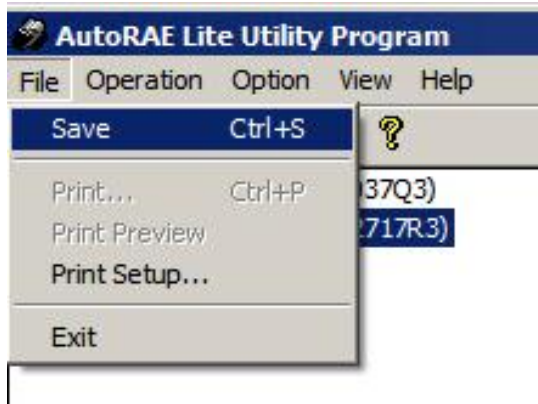 AutoRAE Lite Utility Program
File Operation Option View Help
Save Ctrl+S
Print... Ctrl+P
37Q3)
Print Preview
2717R3)
Print Setup...
Exit